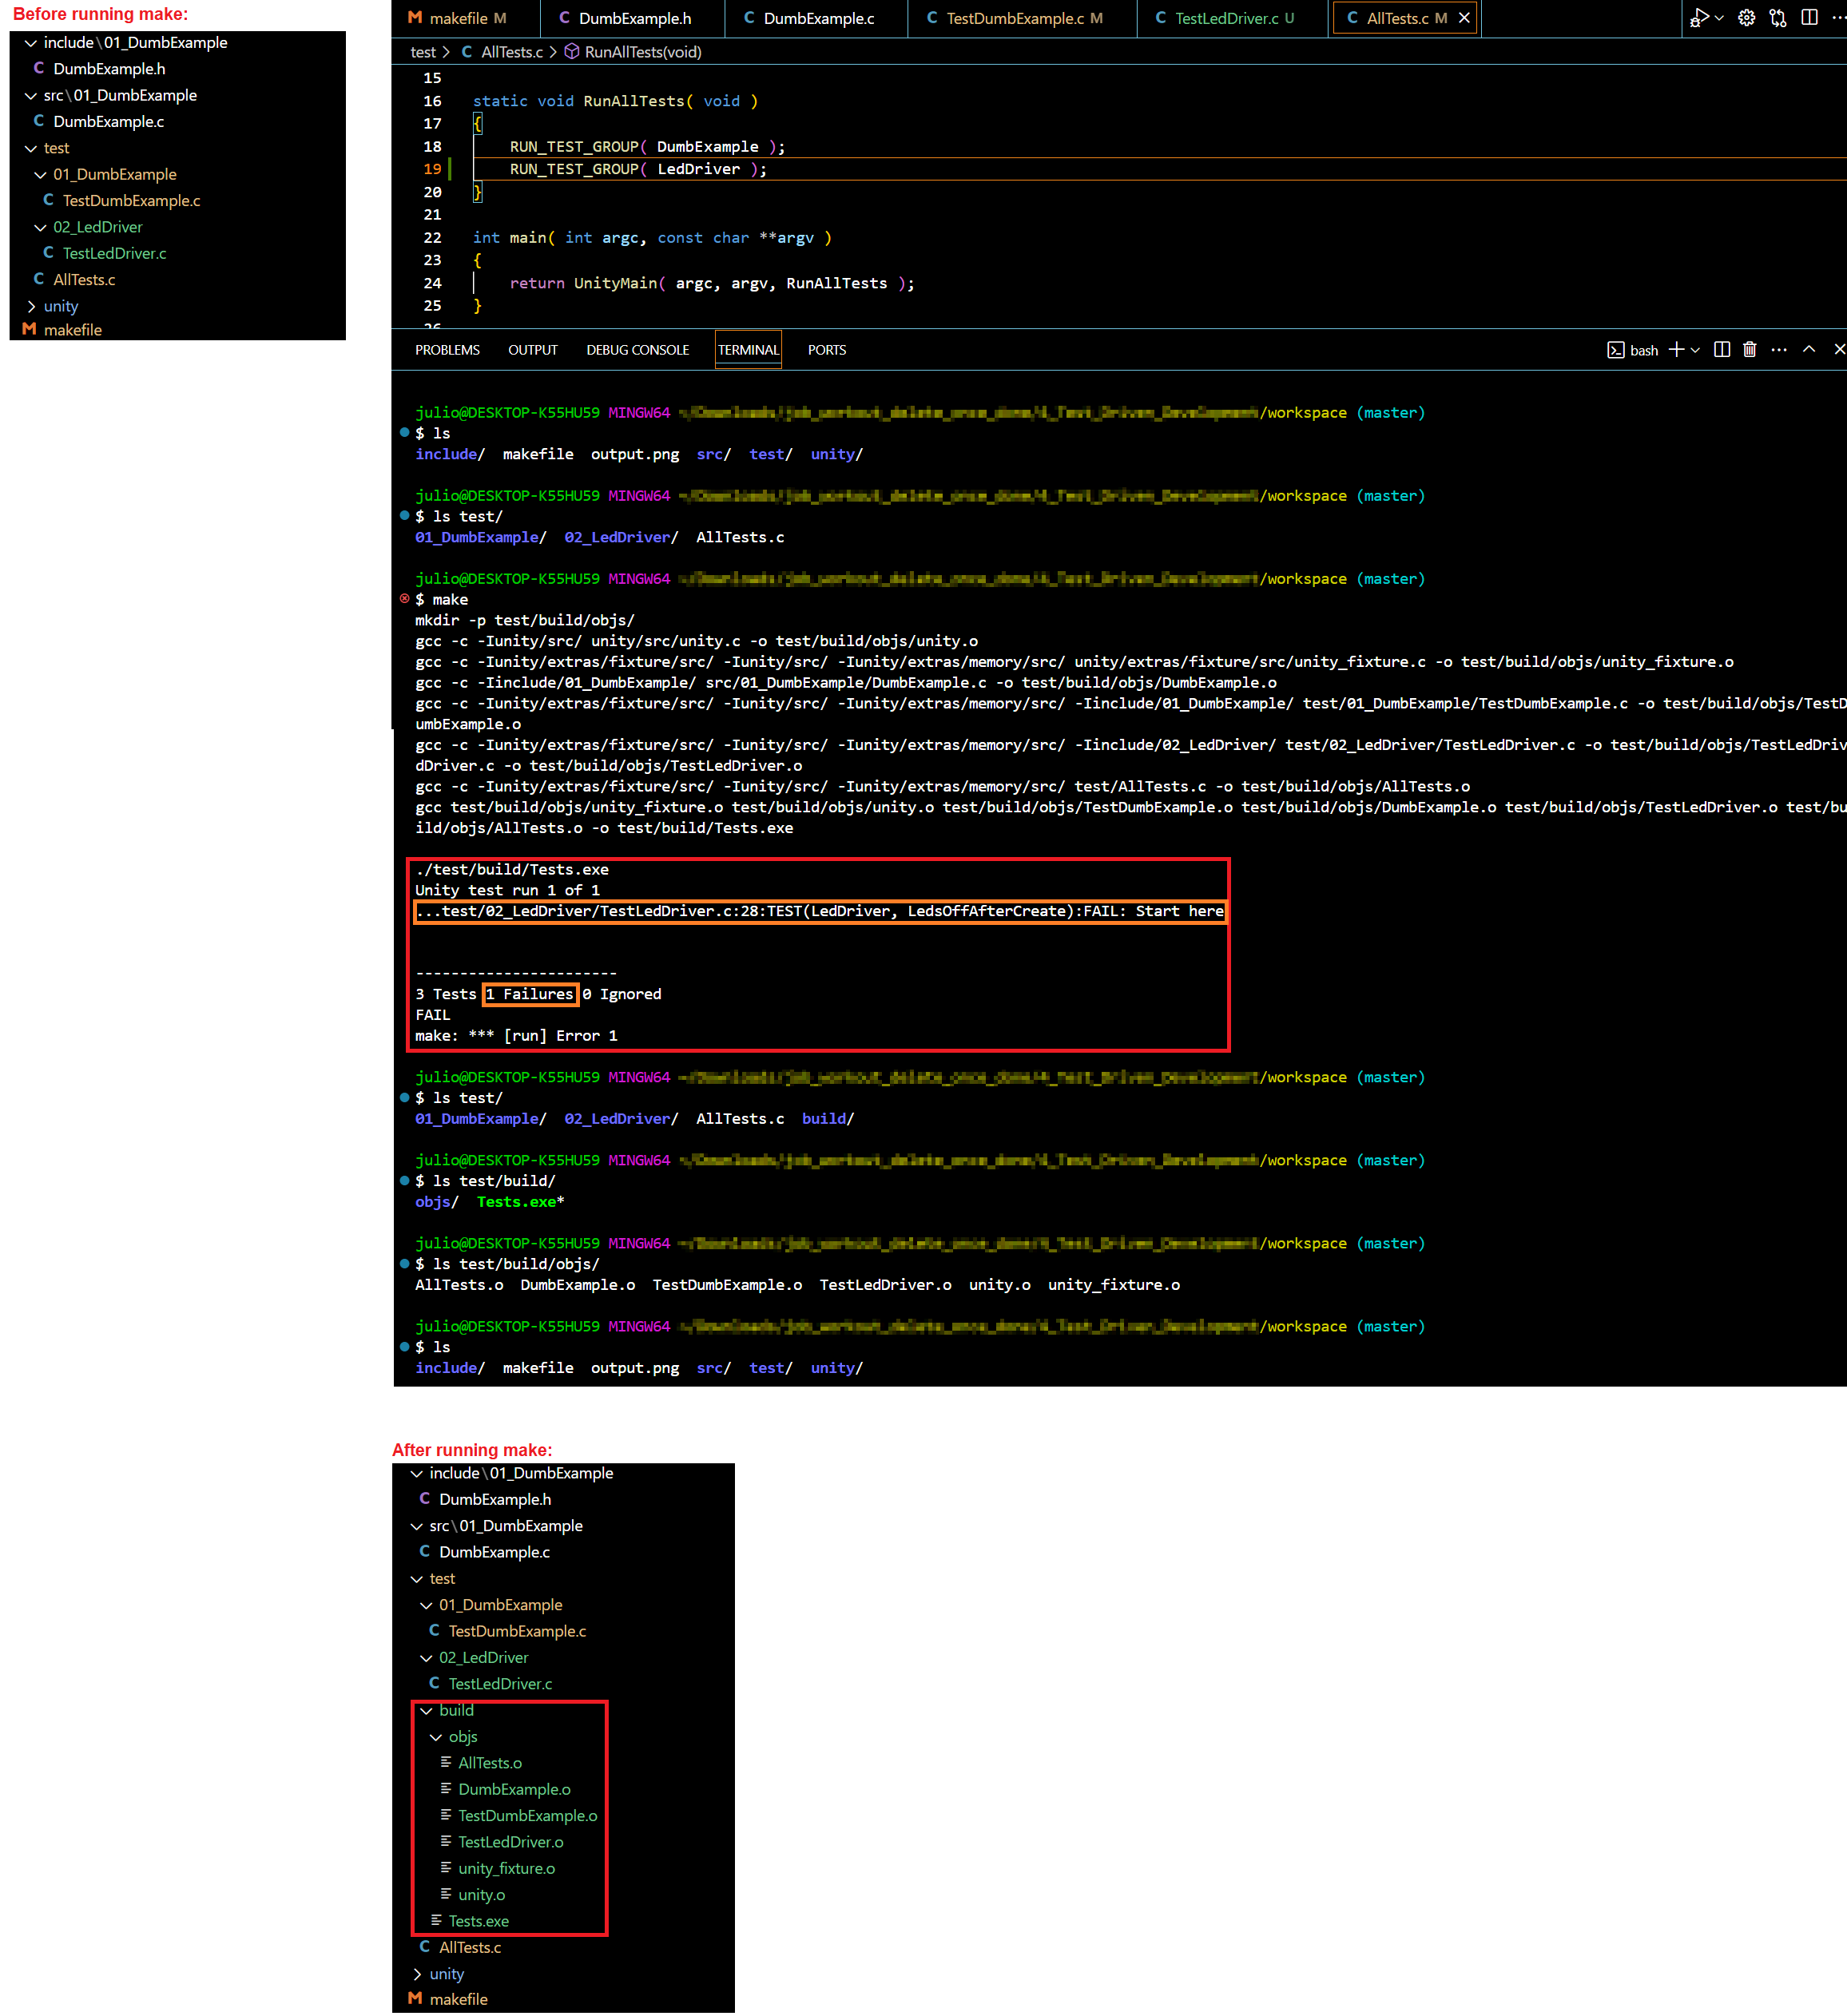 Before running make:
include\01_DumbExample
C DumbExample.h
src\01_DumbExample
C DumbExample.c
test
01_DumbExample
C TestDumbExample.c
02_LedDriver
C TestLedDriver.c
C AllTests.c
unity
M makefile
M makefile M
C DumbExample.h
C DumbExample.c
C TestDumbExample.c M
C TestLedDriver.c U
C AllTests.c M
test > C AllTests.c > RunAllTests(void)
15
16 static void RunAllTests( void )
17 {
18 RUN_TEST_GROUP( DumbExample );
19 RUN_TEST_GROUP( LedDriver );
20 }
21
22 int main( int argc, const char **argv )
23 {
24 return UnityMain( argc, argv, RunAllTests );
25 }
26
PROBLEMS OUTPUT DEBUG CONSOLE TERMINAL PORTS bash
julio@DESKTOP-K55HU59 MINGW64 /workspace (master)
$ ls
include/ makefile output.png src/ test/ unity/
julio@DESKTOP-K55HU59 MINGW64 /workspace (master)
$ ls test/
01_DumbExample/ 02_LedDriver/ AllTests.c
julio@DESKTOP-K55HU59 MINGW64 /workspace (master)
$ make
mkdir -p test/build/objs/
gcc -c -Iunity/src/ unity/src/unity.c -o test/build/objs/unity.o
gcc -c -Iunity/extras/fixture/src/ -Iunity/src/ -Iunity/extras/memory/src/ unity/extras/fixture/src/unity_fixture.c -o test/build/objs/unity_fixture.o
gcc -c -Iinclude/01_DumbExample/ src/01_DumbExample/DumbExample.c -o test/build/objs/DumbExample.o
gcc -c -Iunity/extras/fixture/src/ -Iunity/src/ -Iunity/extras/memory/src/ -Iinclude/01_DumbExample/ test/01_DumbExample/TestDumbExample.c -o test/build/objs/TestD
umbExample.o
gcc -c -Iunity/extras/fixture/src/ -Iunity/src/ -Iunity/extras/memory/src/ -Iinclude/02_LedDriver/ test/02_LedDriver/TestLedDriver.c -o test/build/objs/TestLedDriv
dDriver.c -o test/build/objs/TestLedDriver.o
gcc -c -Iunity/extras/fixture/src/ -Iunity/src/ -Iunity/extras/memory/src/ test/AllTests.c -o test/build/objs/AllTests.o
gcc test/build/objs/unity_fixture.o test/build/objs/unity.o test/build/objs/TestDumbExample.o test/build/objs/DumbExample.o test/build/objs/TestLedDriver.o test/bu
ild/objs/AllTests.o -o test/build/Tests.exe
./test/build/Tests.exe
Unity test run 1 of 1
...test/02_LedDriver/TestLedDriver.c:28:TEST(LedDriver, LedsOffAfterCreate):FAIL: Start here
-----------------------
3 Tests 1 Failures 0 Ignored
FAIL
make: *** [run] Error 1
julio@DESKTOP-K55HU59 MINGW64 /workspace (master)
$ ls test/
01_DumbExample/ 02_LedDriver/ AllTests.c build/
julio@DESKTOP-K55HU59 MINGW64 /workspace (master)
$ ls test/build/
objs/ Tests.exe*
julio@DESKTOP-K55HU59 MINGW64 /workspace (master)
$ ls test/build/objs/
AllTests.o DumbExample.o TestDumbExample.o TestLedDriver.o unity.o unity_fixture.o
julio@DESKTOP-K55HU59 MINGW64 /workspace (master)
$ ls
include/ makefile output.png src/ test/ unity/
After running make:
include\01_DumbExample
C DumbExample.h
src\01_DumbExample
C DumbExample.c
test
01_DumbExample
C TestDumbExample.c
02_LedDriver
C TestLedDriver.c
build
objs
AllTests.o
DumbExample.o
TestDumbExample.o
TestLedDriver.o
unity_fixture.o
unity.o
Tests.exe
C AllTests.c
unity
M makefile